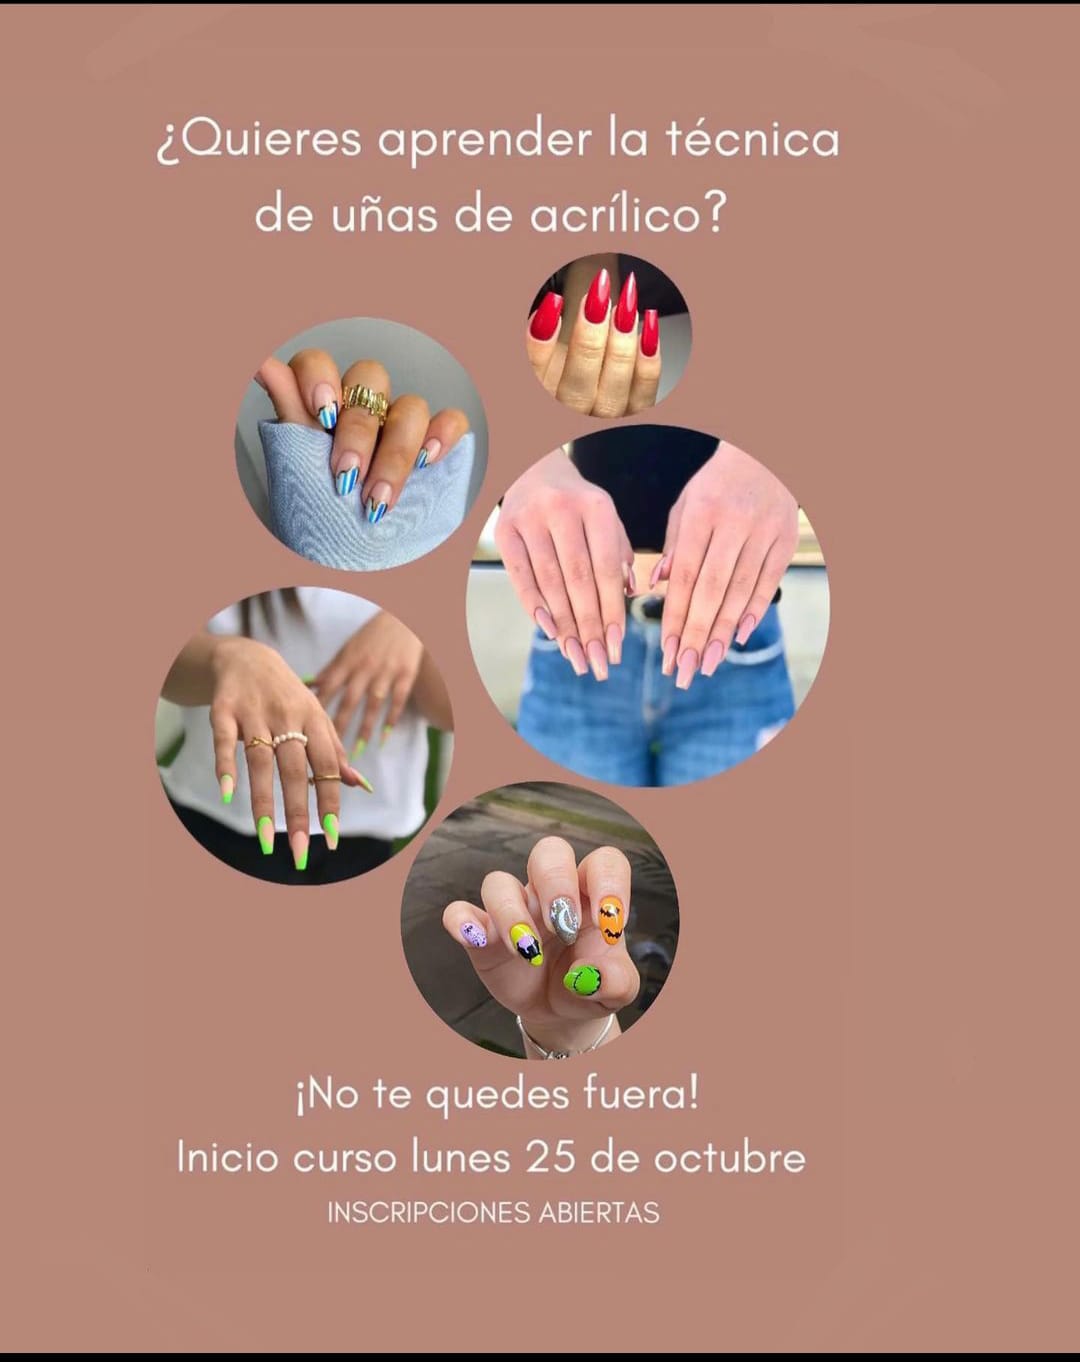 ¿Quieres aprender la técnica
de uñas de acrílico?
¡No te quedes fuera!
Inicio curso lunes 25 de octubre
INSCRIPCIONES ABIERTAS